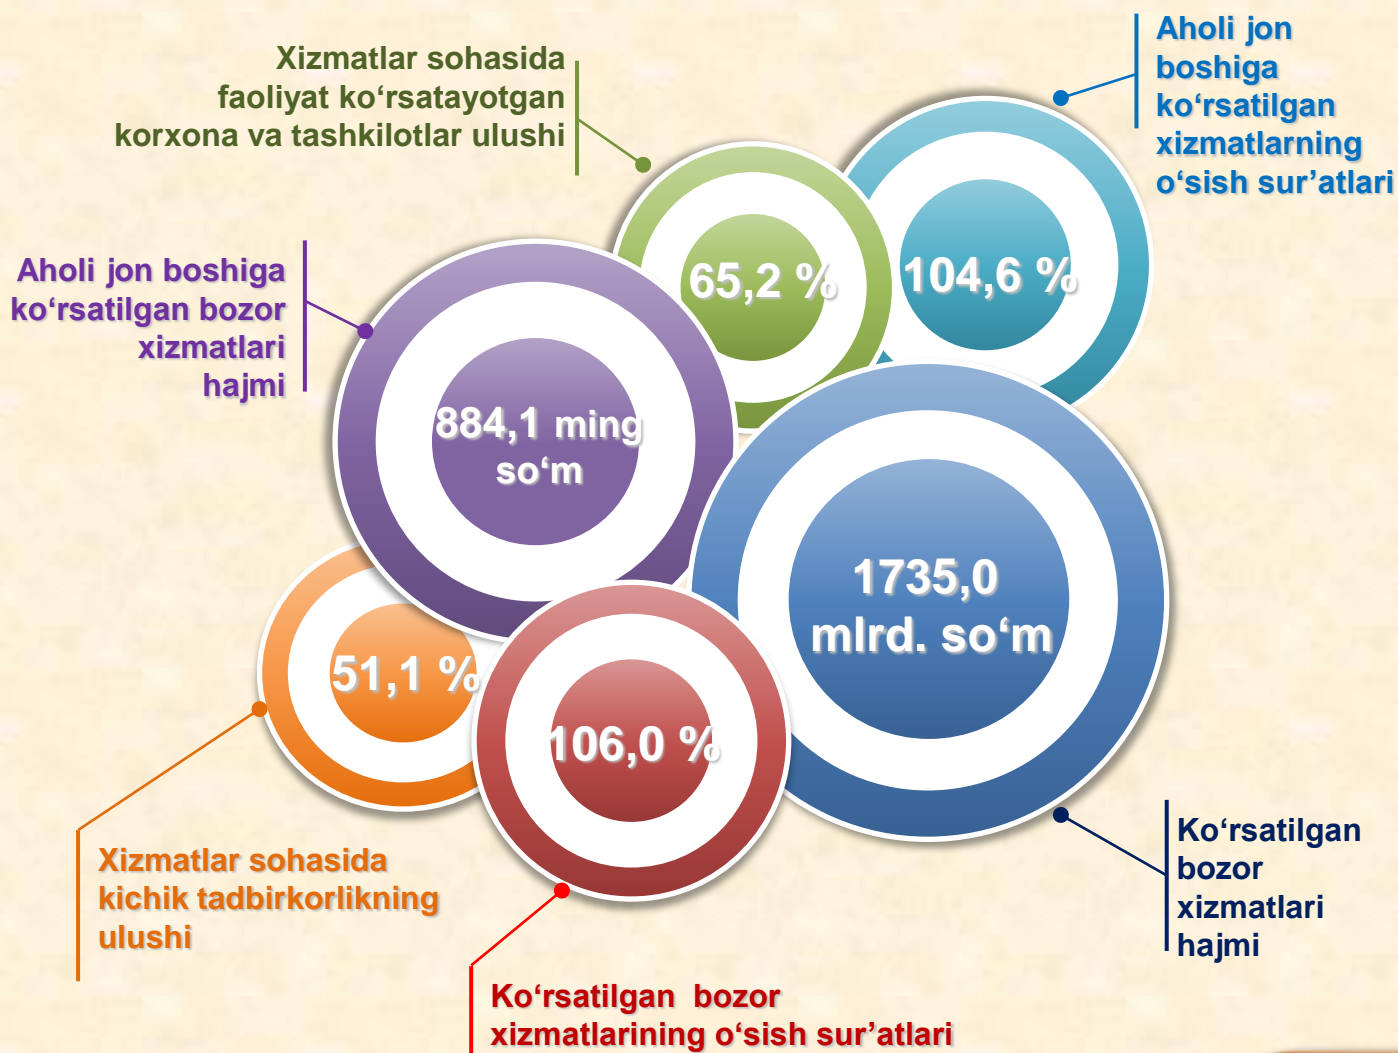 Xizmatlar sohasida
faoliyat ko‘rsatayotgan
korxona va tashkilotlar ulushi
Aholi jon
boshiga
ko‘rsatilgan
xizmatlarning
o‘sish sur’atlari
Aholi jon boshiga
ko‘rsatilgan bozor
xizmatlari
hajmi
65,2 %
104,6 %
884,1 ming
so‘m
1735,0
mlrd. so‘m
51,1 %
106,0 %
Xizmatlar sohasida
kichik tadbirkorlikning
ulushi
Ko‘rsatilgan
bozor
xizmatlari
hajmi
Ko‘rsatilgan bozor
xizmatlarining o‘sish sur’atlari